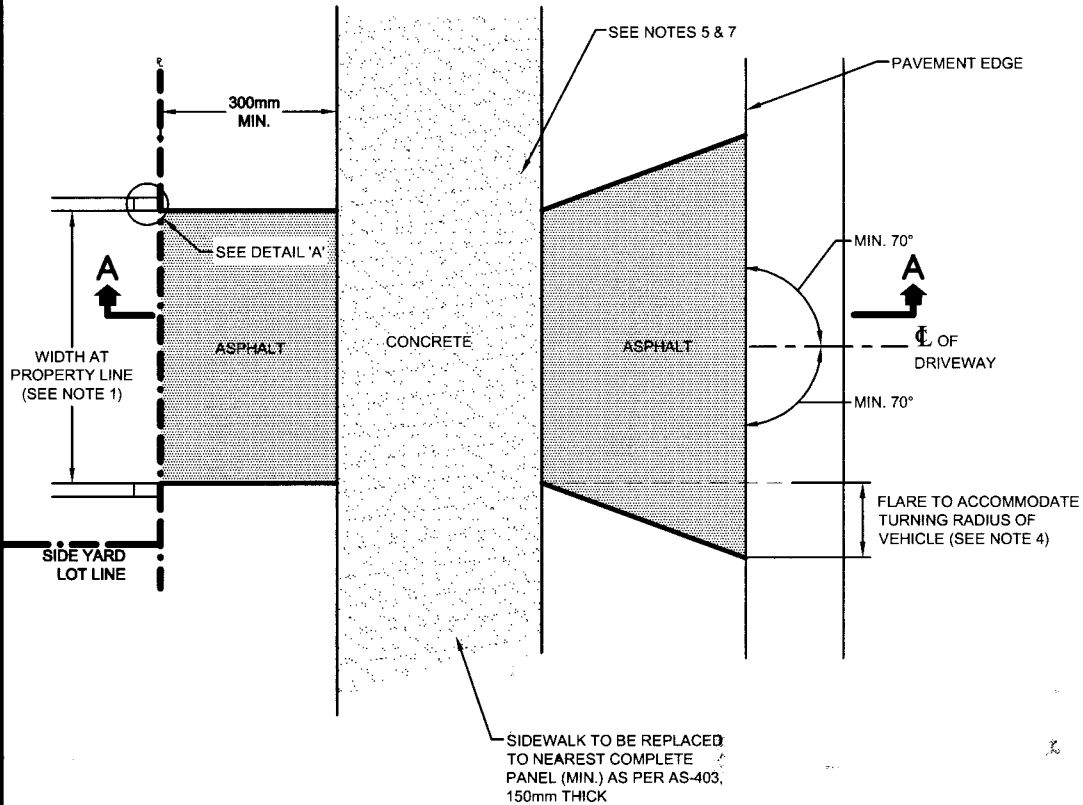 SEE NOTES 5 & 7
PAVEMENT EDGE
300mm
MIN.
SEE DETAIL 'A'
MIN. 70°
A
A
WIDTH AT
PROPERTY LINE
(SEE NOTE 1)
ASPHALT
CONCRETE
ASPHALT
℄ OF
DRIVEWAY
MIN. 70°
FLARE TO ACCOMMODATE
TURNING RADIUS OF
VEHICLE (SEE NOTE 4)
SIDE YARD
LOT LINE
SIDEWALK TO BE REPLACED
TO NEAREST COMPLETE
PANEL (MIN.) AS PER AS-403,
150mm THICK